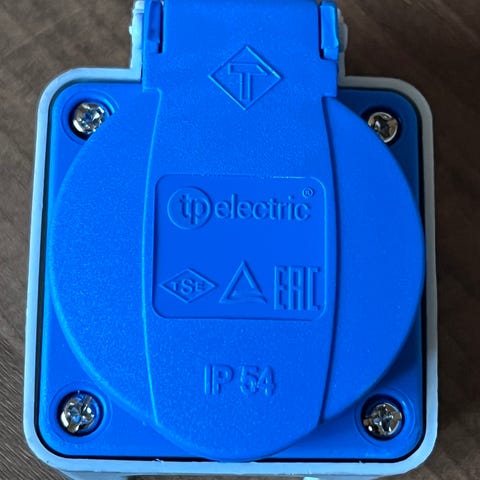 T
tp electric®
TSE EAC
IP 54